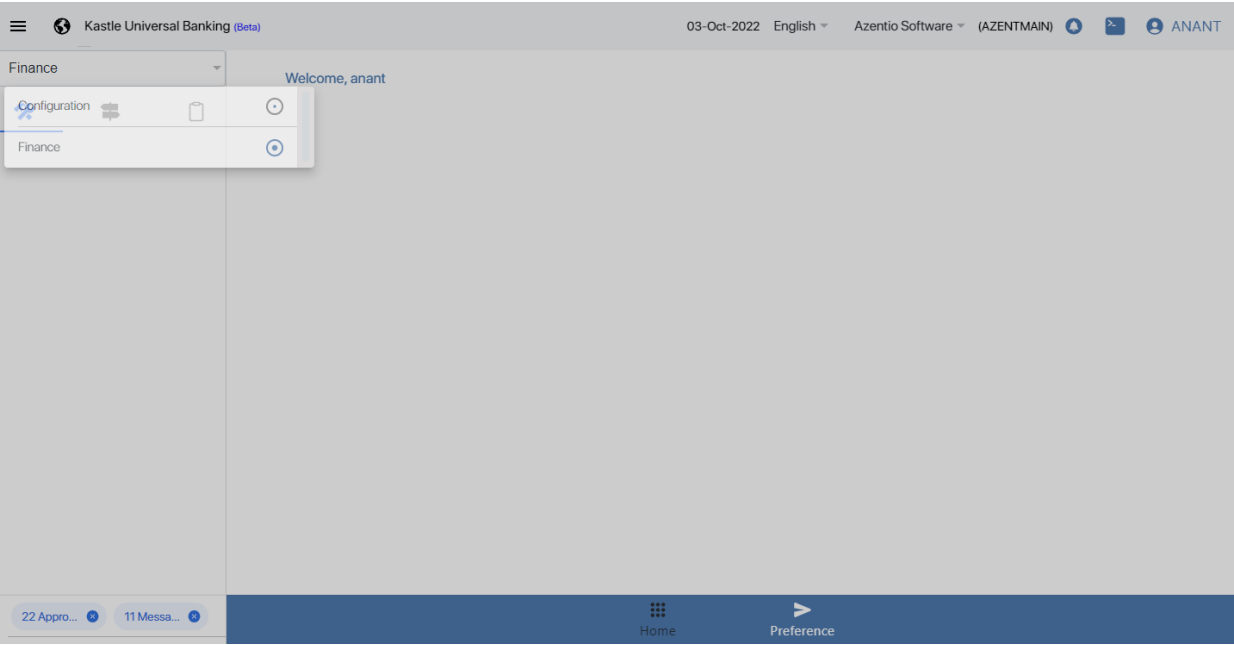 Kastle Universal Banking (Beta)
03-Oct-2022 English Azentio Software (AZENTMAIN) ANANT
Finance
Welcome, anant
Configuration
Finance
22 Appro... 11 Messa...
Home Preference